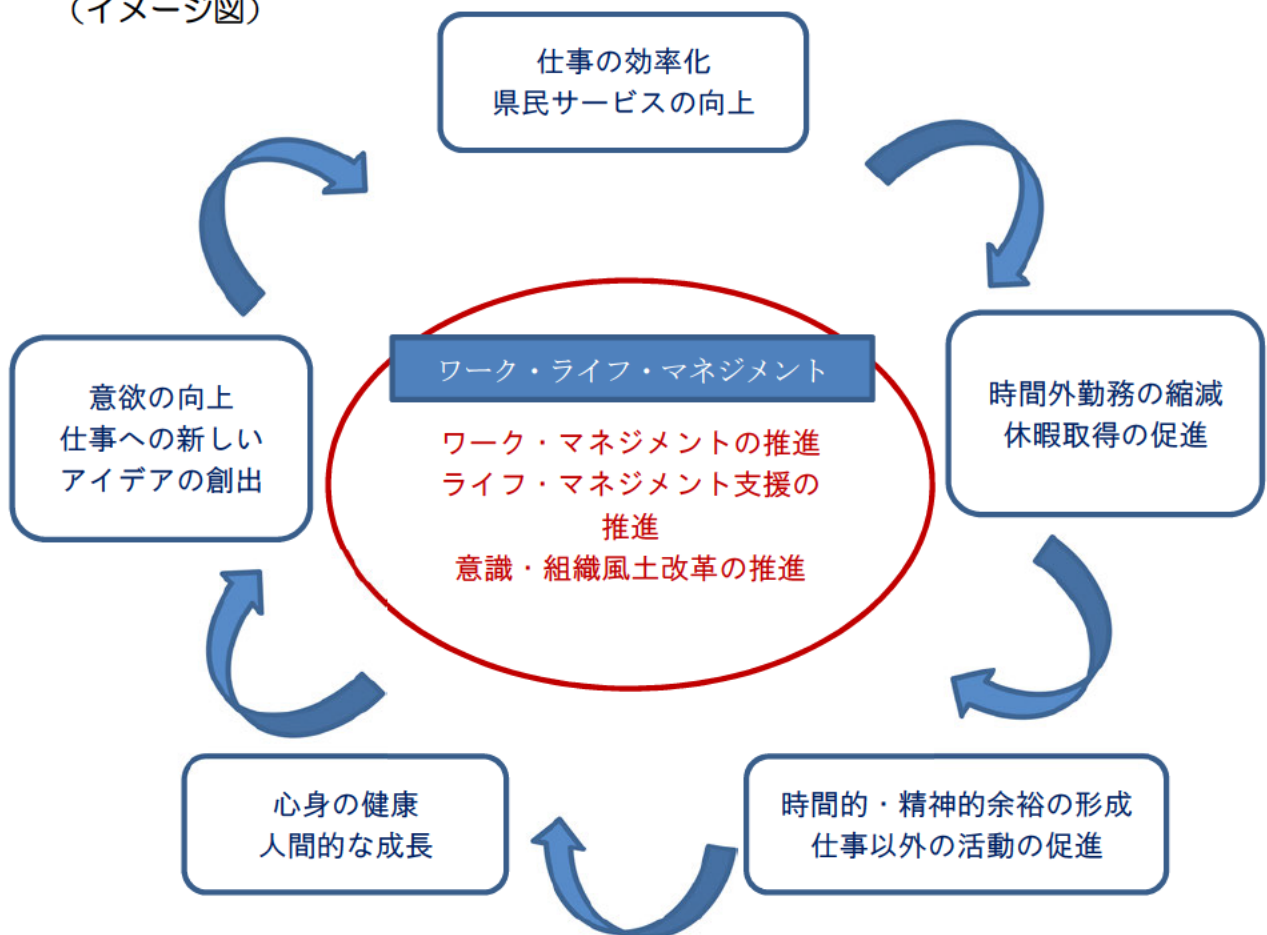 （イメージ図）
仕事の効率化
県民サービスの向上
ワーク・ライフ・マネジメント
ワーク・マネジメントの推進
ライフ・マネジメント支援の
推進
意識・組織風土改革の推進
意欲の向上
仕事への新しい
アイデアの創出
時間外勤務の縮減
休暇取得の促進
心身の健康
人間的な成長
時間的・精神的余裕の形成
仕事以外の活動の促進